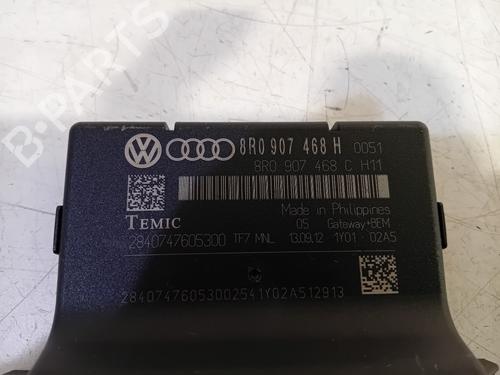 B-PARTS
VW
8R0 907 468 H 0051
8R0 907 468 C H11
TEMIC
Made in Philippines
05 Gateway+BEM
2840747605300 TF7 MNL 13.09.12 1Y01 - 02A5
28407476053002541Y02A512913